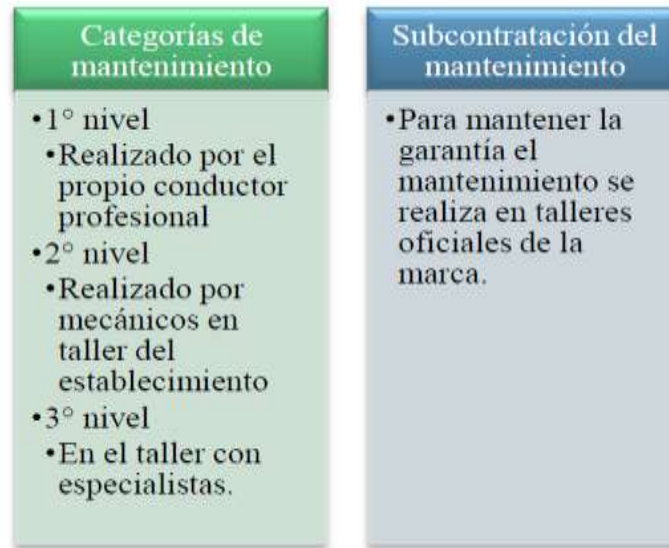 Categorías de
mantenimiento
•1° nivel
•Realizado por el
propio conductor
profesional
•2° nivel
•Realizado por
mecánicos en
taller del
establecimiento
•3° nivel
•En el taller con
especialistas.
Subcontratación del
mantenimiento
•Para mantener la
garantía el
mantenimiento se
realiza en talleres
oficiales de la
marca.